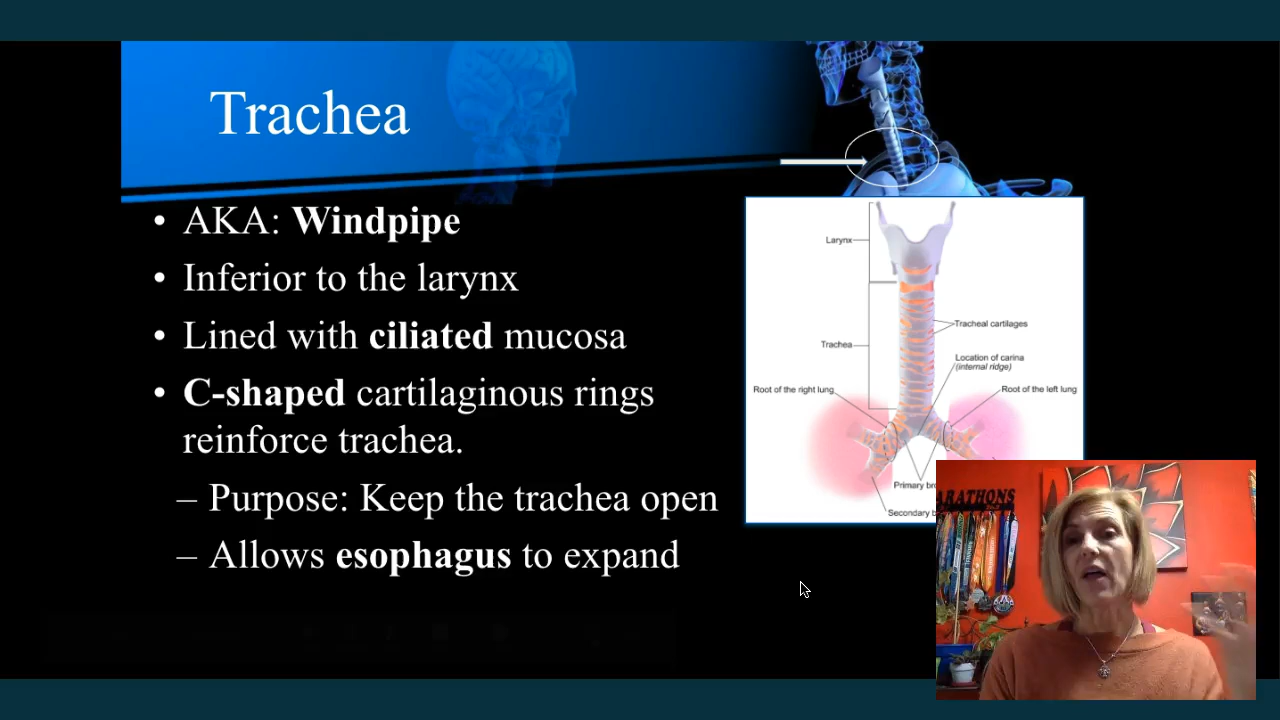 Trachea
• AKA: Windpipe
• Inferior to the larynx
• Lined with ciliated mucosa
• C-shaped cartilaginous rings
reinforce trachea.
– Purpose: Keep the trachea open
– Allows esophagus to expand
Larynx
Tracheal cartilages
Trachea
Location of carina
(internal ridge)
Root of the right lung
Root of the left lung
Primary
Secondary
ARATHONS